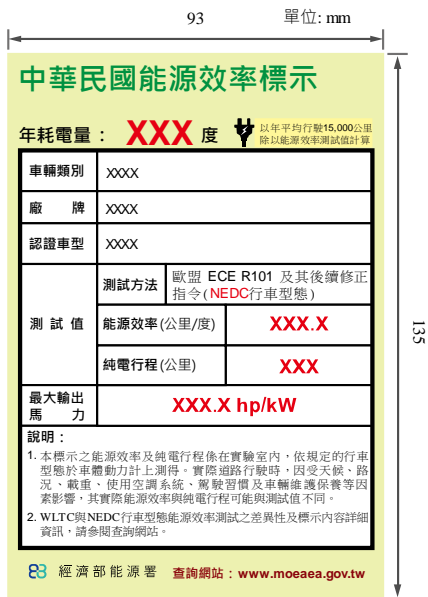 93
單位: mm
中華民國能源效率標示
年耗電量： XXX 度
以年平均行駛15,000公里
除以能源效率測試值計算
車輛類別 XXXX
廠牌 XXXX
認證車型 XXXX
測試值
測試方法
歐盟 ECE R101 及其後續修正
指令(NEDC行車型態)
能源效率(公里/度) XXX.X
純電行程(公里) XXX
最大輸出
馬力
XXX.X hp/kW
說明：
1. 本標示之能源效率及純電行程係在實驗室內，依規定的行車
型態於車體動力計上測得。實際道路行駛時，因受天候、路
況、載重、使用空調系統、駕駛習慣及車輛維護保養等因
素影響，其實際能源效率與純電行程可能與測試值不同。
2. WLTC與NEDC行車型態能源效率測試之差異性及標示內容詳細
資訊，請參閱查詢網站。
經濟部能源署 查詢網站：www.moeaea.gov.tw
135